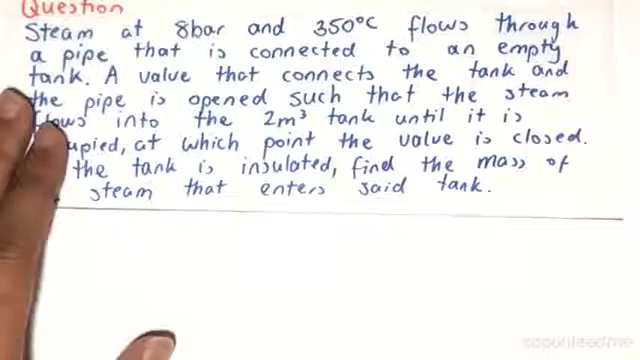 Question
Steam at 8bar and 350°C flows through
a pipe that is connected to an empty
tank. A value that connects the tank and
the pipe is opened such that the steam
flows into the 2m³ tank until it is
upied, at which point the value is closed.
the tank is insulated, find the mass of
steam that enters said tank.